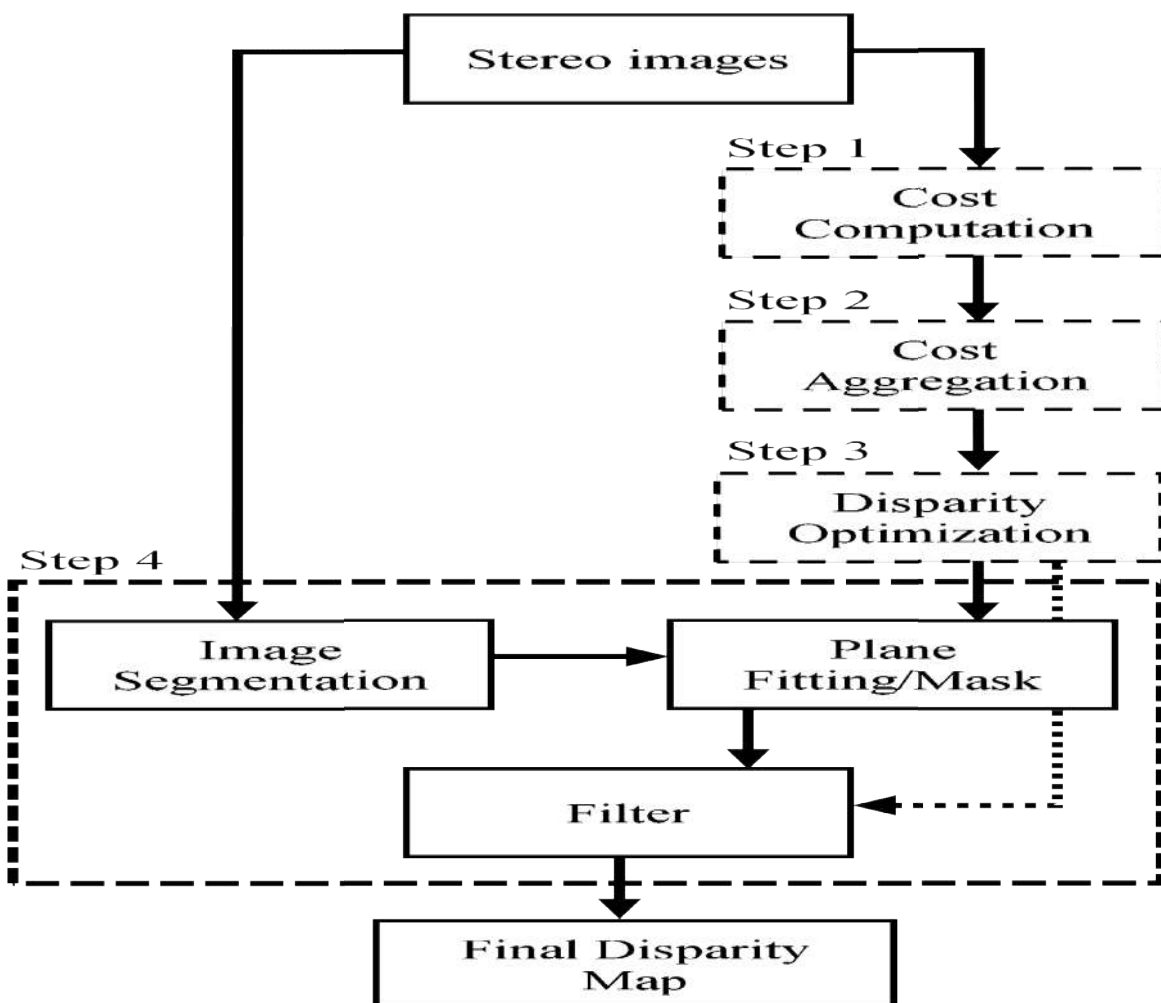 Stereo images
Step 1
Cost
Computation
Step 2
Cost
Aggregation
Step 3
Disparity
Optimization
Step 4
Image
Segmentation
Plane
Fitting/Mask
Filter
Final Disparity
Map